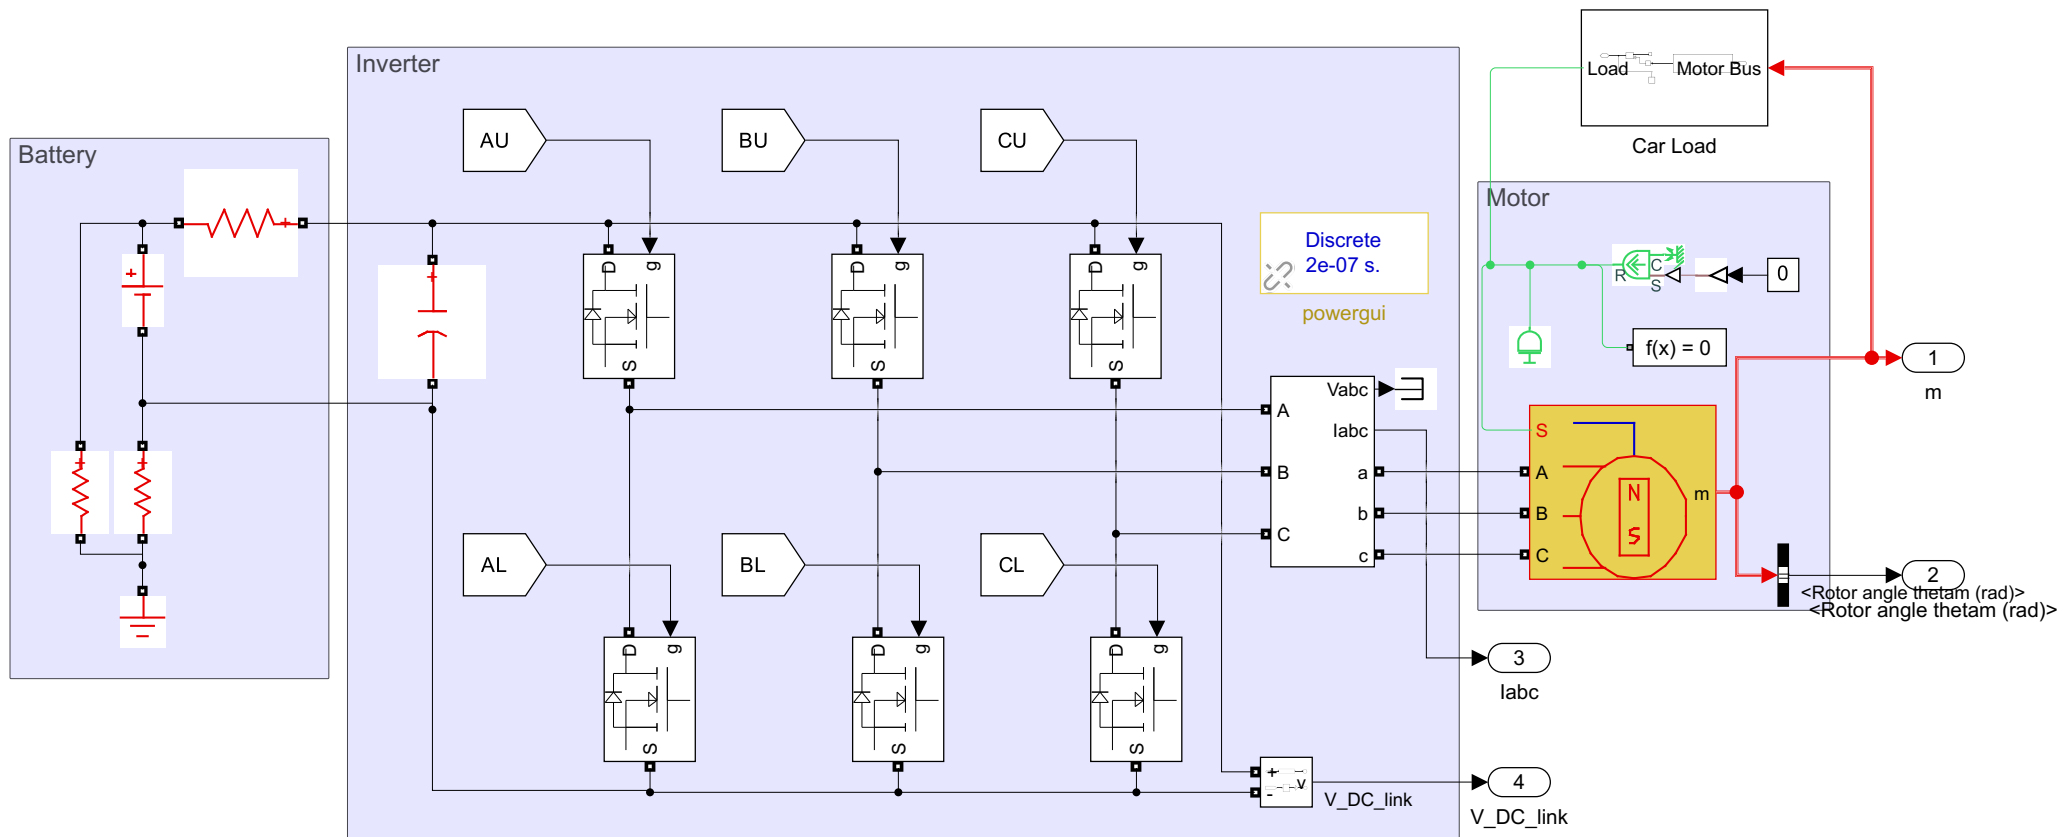 Battery
Inverter
AU
BU
CU
D
g
S
D
g
S
D
g
S
Discrete
2e-07 s.
powergui
AL
BL
CL
D
g
S
D
g
S
D
g
S
A
B
C
Vabc
Iabc
a
b
c
+
-
v
V_DC_link
Load
Motor Bus
Car Load
Motor
R
C
S
0
f(x) = 0
S
A
B
C
N
S
m
1
m
2
<Rotor angle thetam (rad)>
<Rotor angle thetam (rad)>
3
Iabc
4
V_DC_link